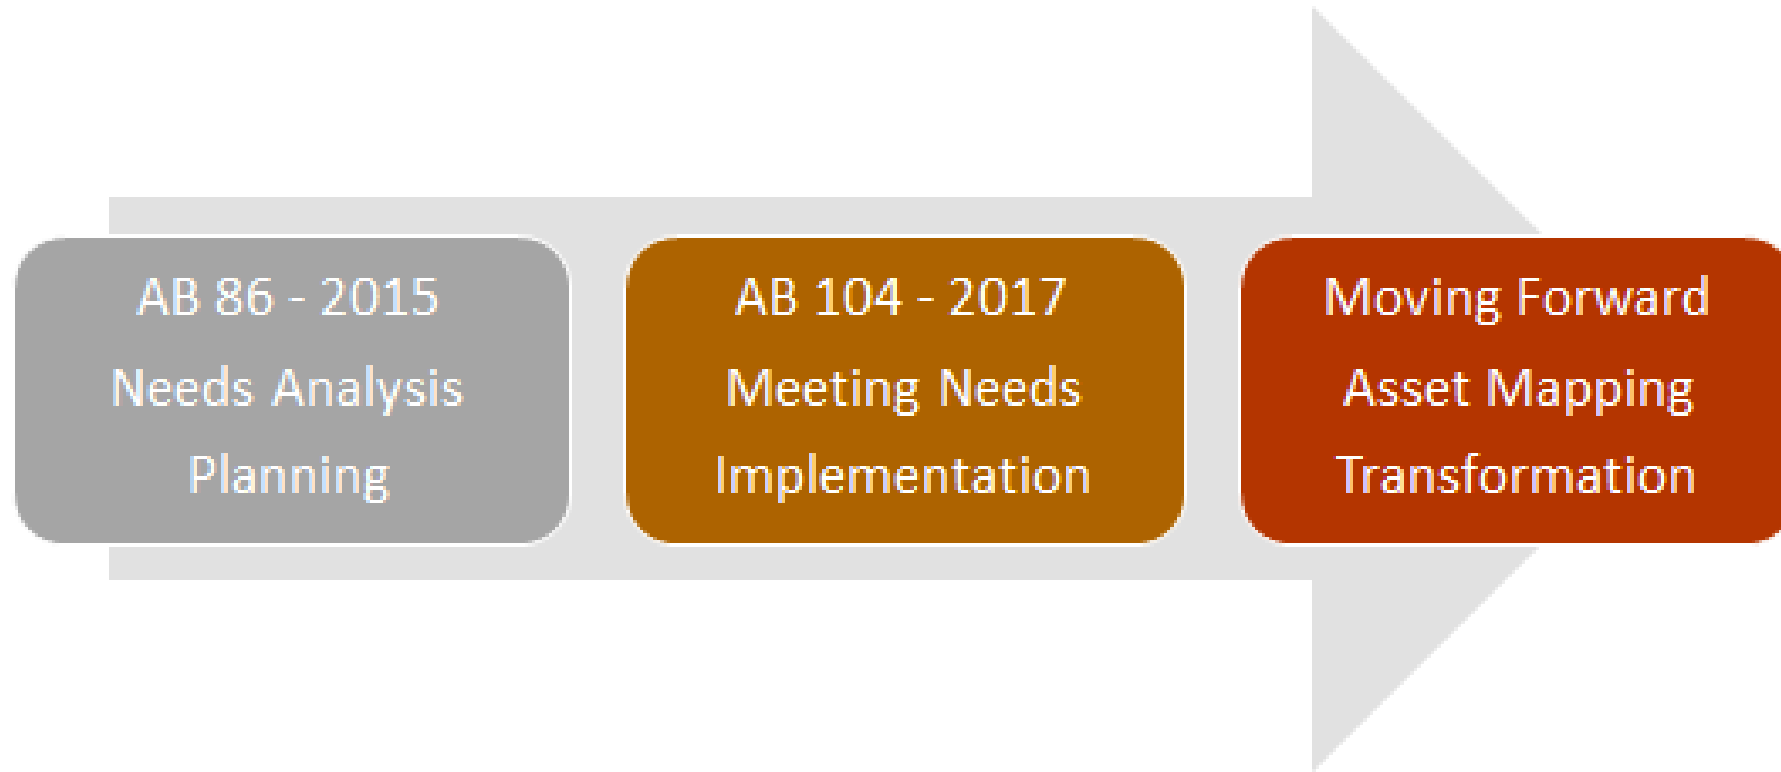 AB 86 - 2015
Needs Analysis
Planning
AB 104 - 2017
Meeting Needs
Implementation
Moving Forward
Asset Mapping
Transformation